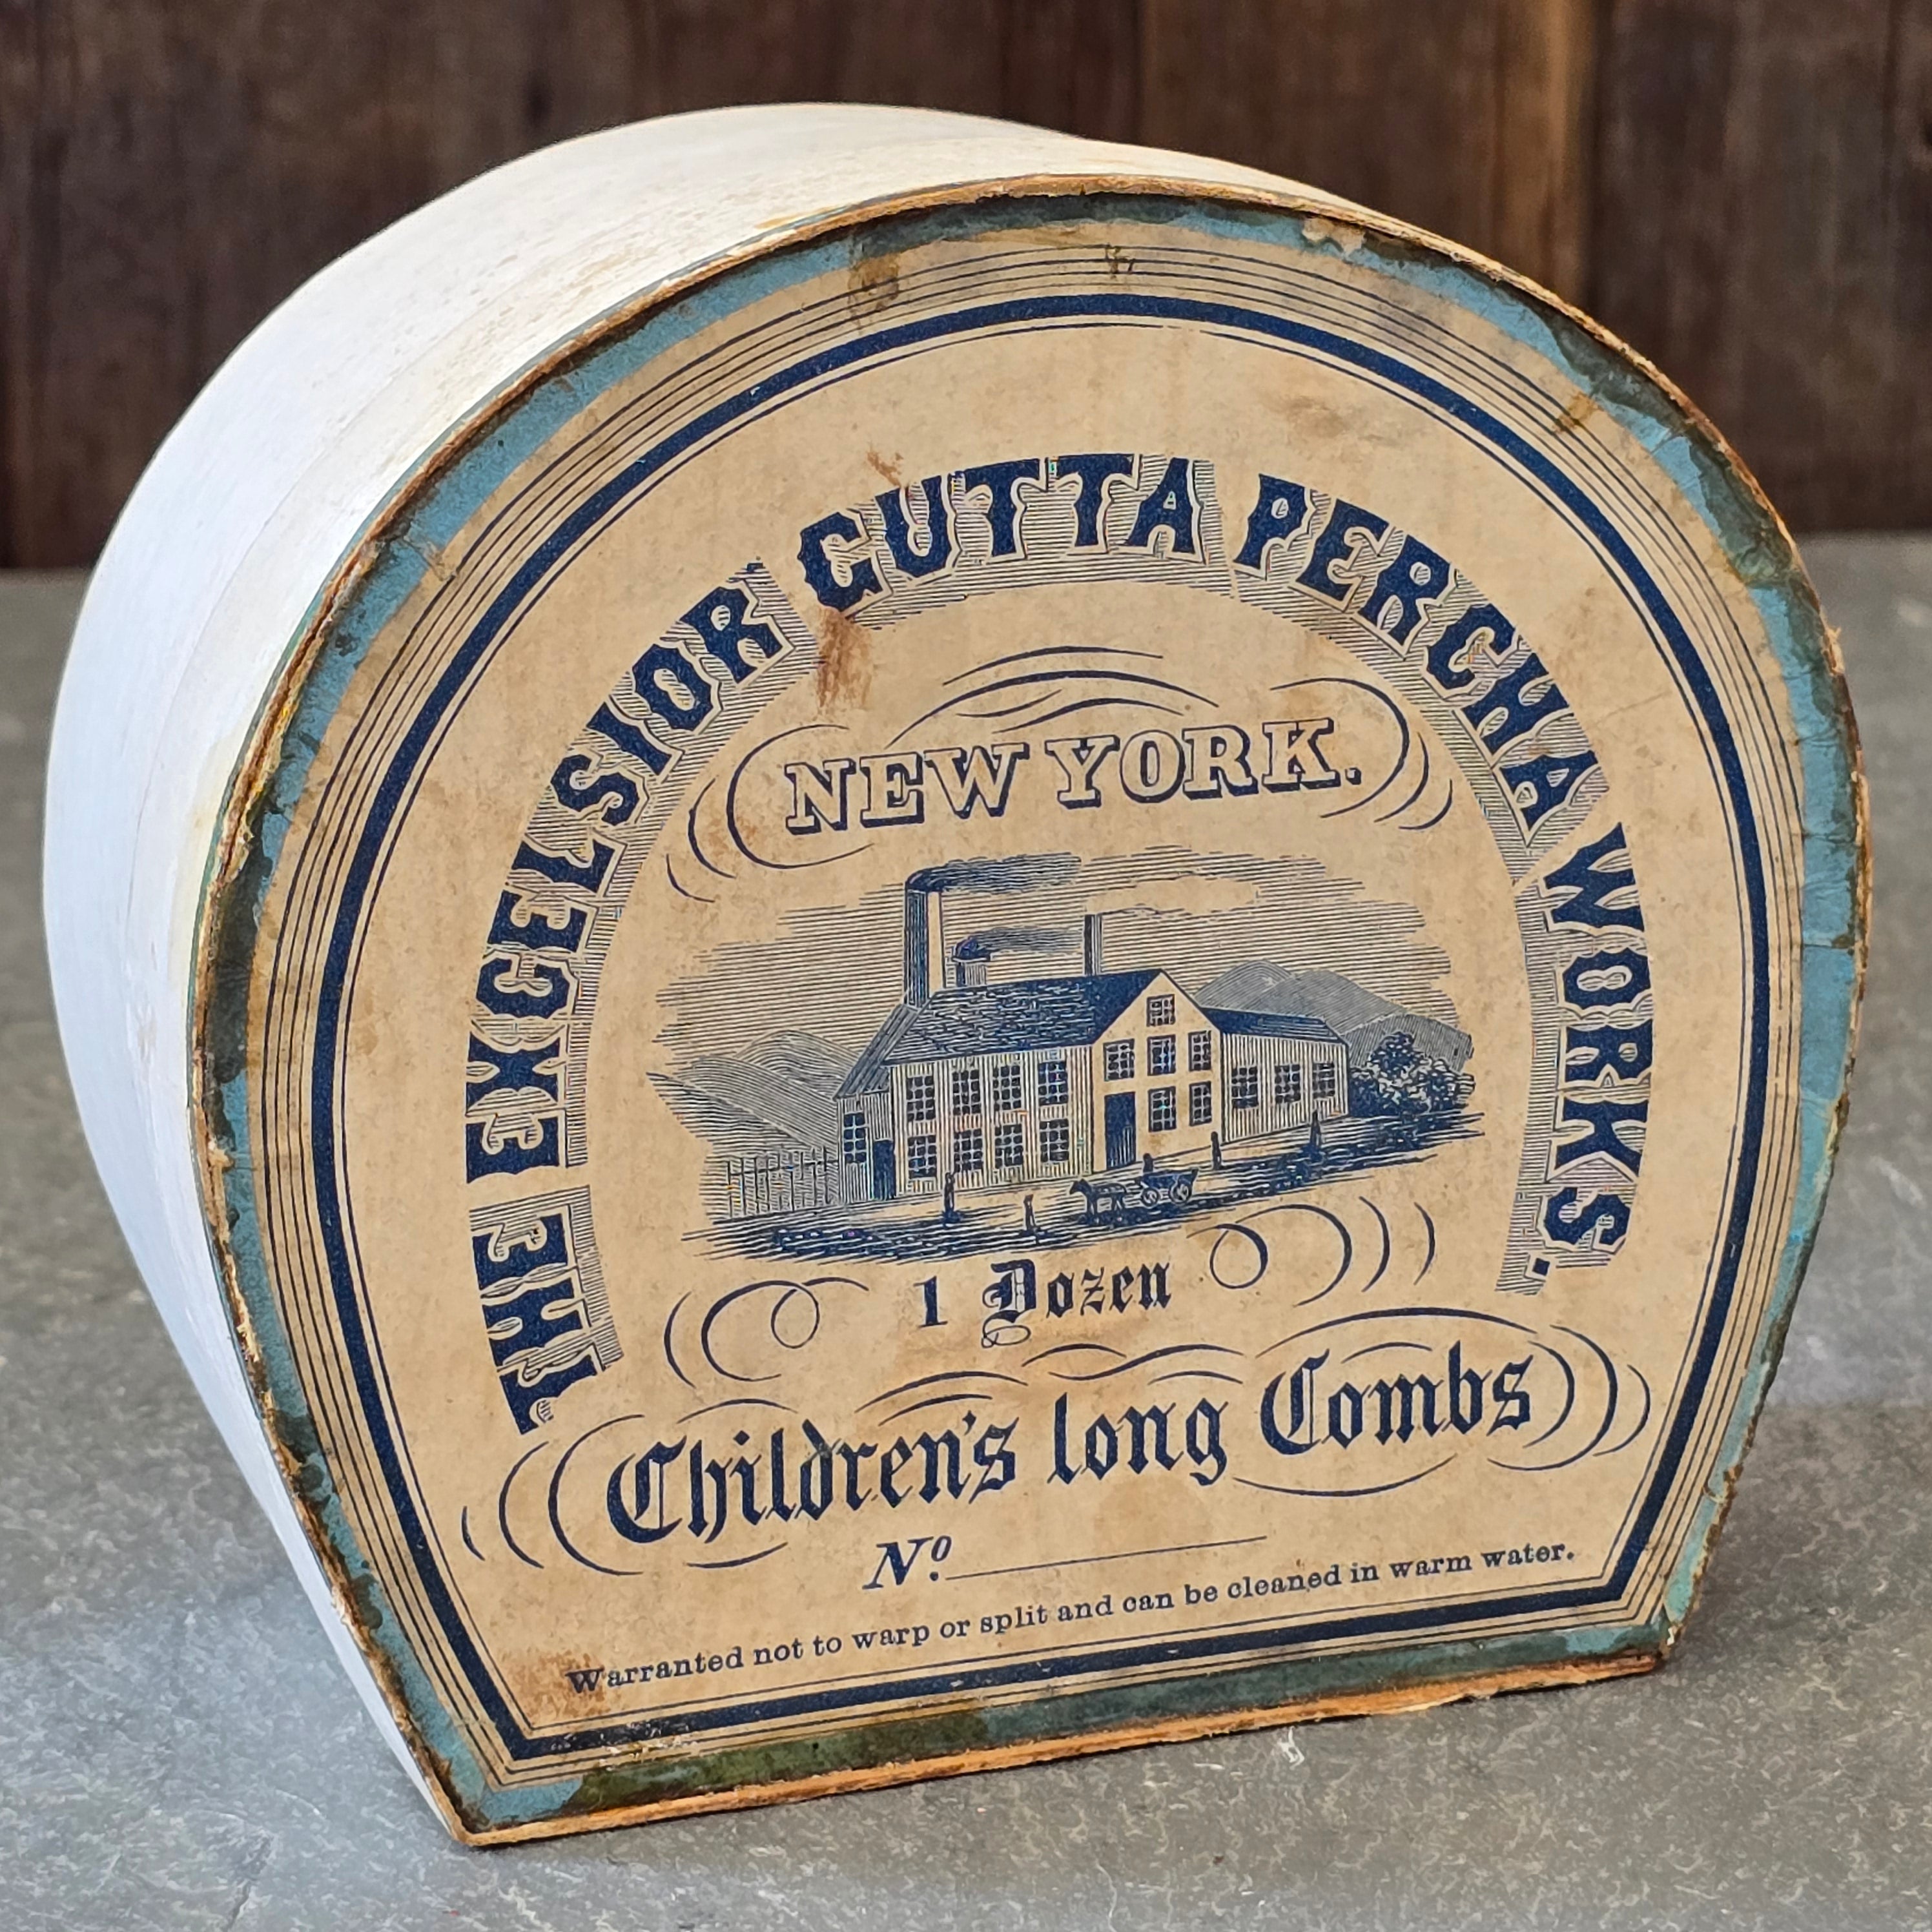 THE EXCELSIOR GUTTA PERCHA WORKS.
NEW YORK.
1 Dozen
Children's long Combs
No.
Warranted not to warp or split and can be cleaned in warm water.